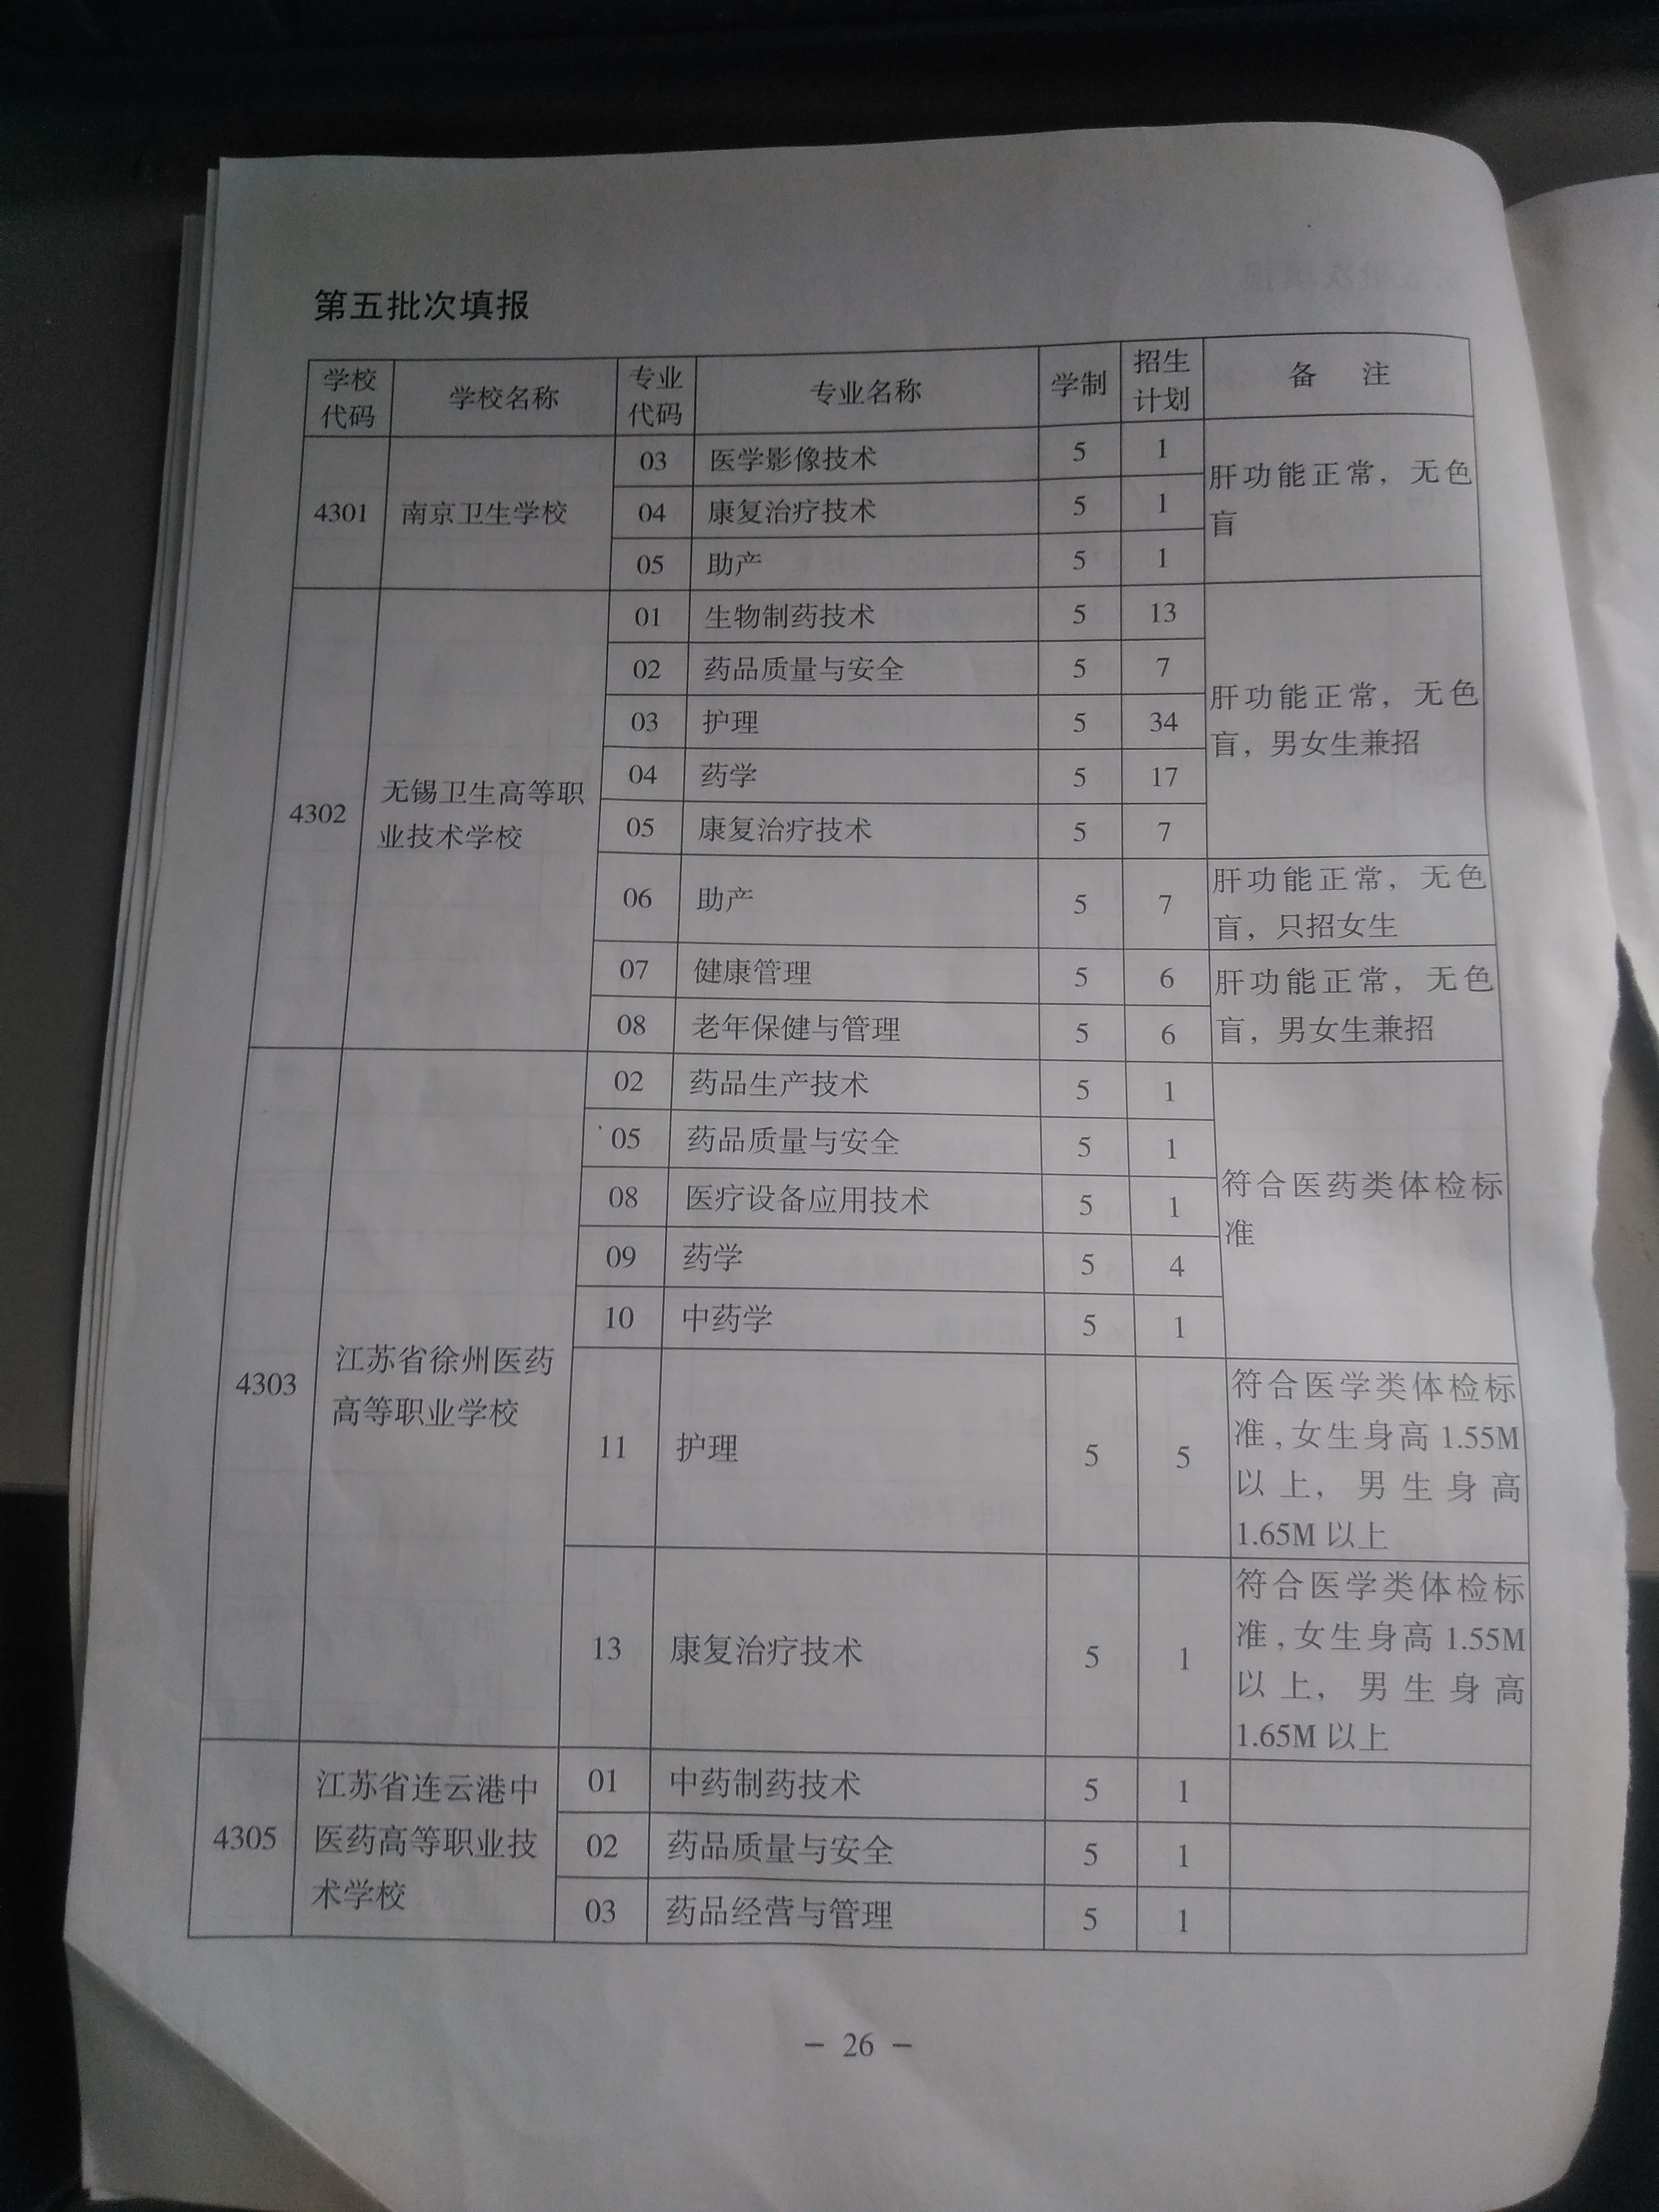 第五批次填报
学校代码 学校名称 专业代码 专业名称 学制 招生计划 备 注
4301 南京卫生学校 03 医学影像技术 5 1 肝功能正常，无色盲
04 康复治疗技术 5 1
05 助产 5 1
4302 无锡卫生高等职业技术学校 01 生物制药技术 5 13 肝功能正常，无色盲，男女生兼招
02 药品质量与安全 5 7
03 护理 5 34
04 药学 5 17
05 康复治疗技术 5 7
06 助产 5 7 肝功能正常，无色盲，只招女生
07 健康管理 5 6 肝功能正常，无色盲，男女生兼招
08 老年保健与管理 5 6
4303 江苏省徐州医药高等职业学校 02 药品生产技术 5 1 符合医药类体检标准
05 药品质量与安全 5 1
08 医疗设备应用技术 5 1
09 药学 5 4
10 中药学 5 1
11 护理 5 5 符合医学类体检标准，女生身高1.55M以上，男生身高1.65M以上
13 康复治疗技术 5 1 符合医学类体检标准，女生身高1.55M以上，男生身高1.65M以上
4305 江苏省连云港中医药高等职业技术学校 01 中药制药技术 5 1
02 药品质量与安全 5 1
03 药品经营与管理 5 1
– 26 –